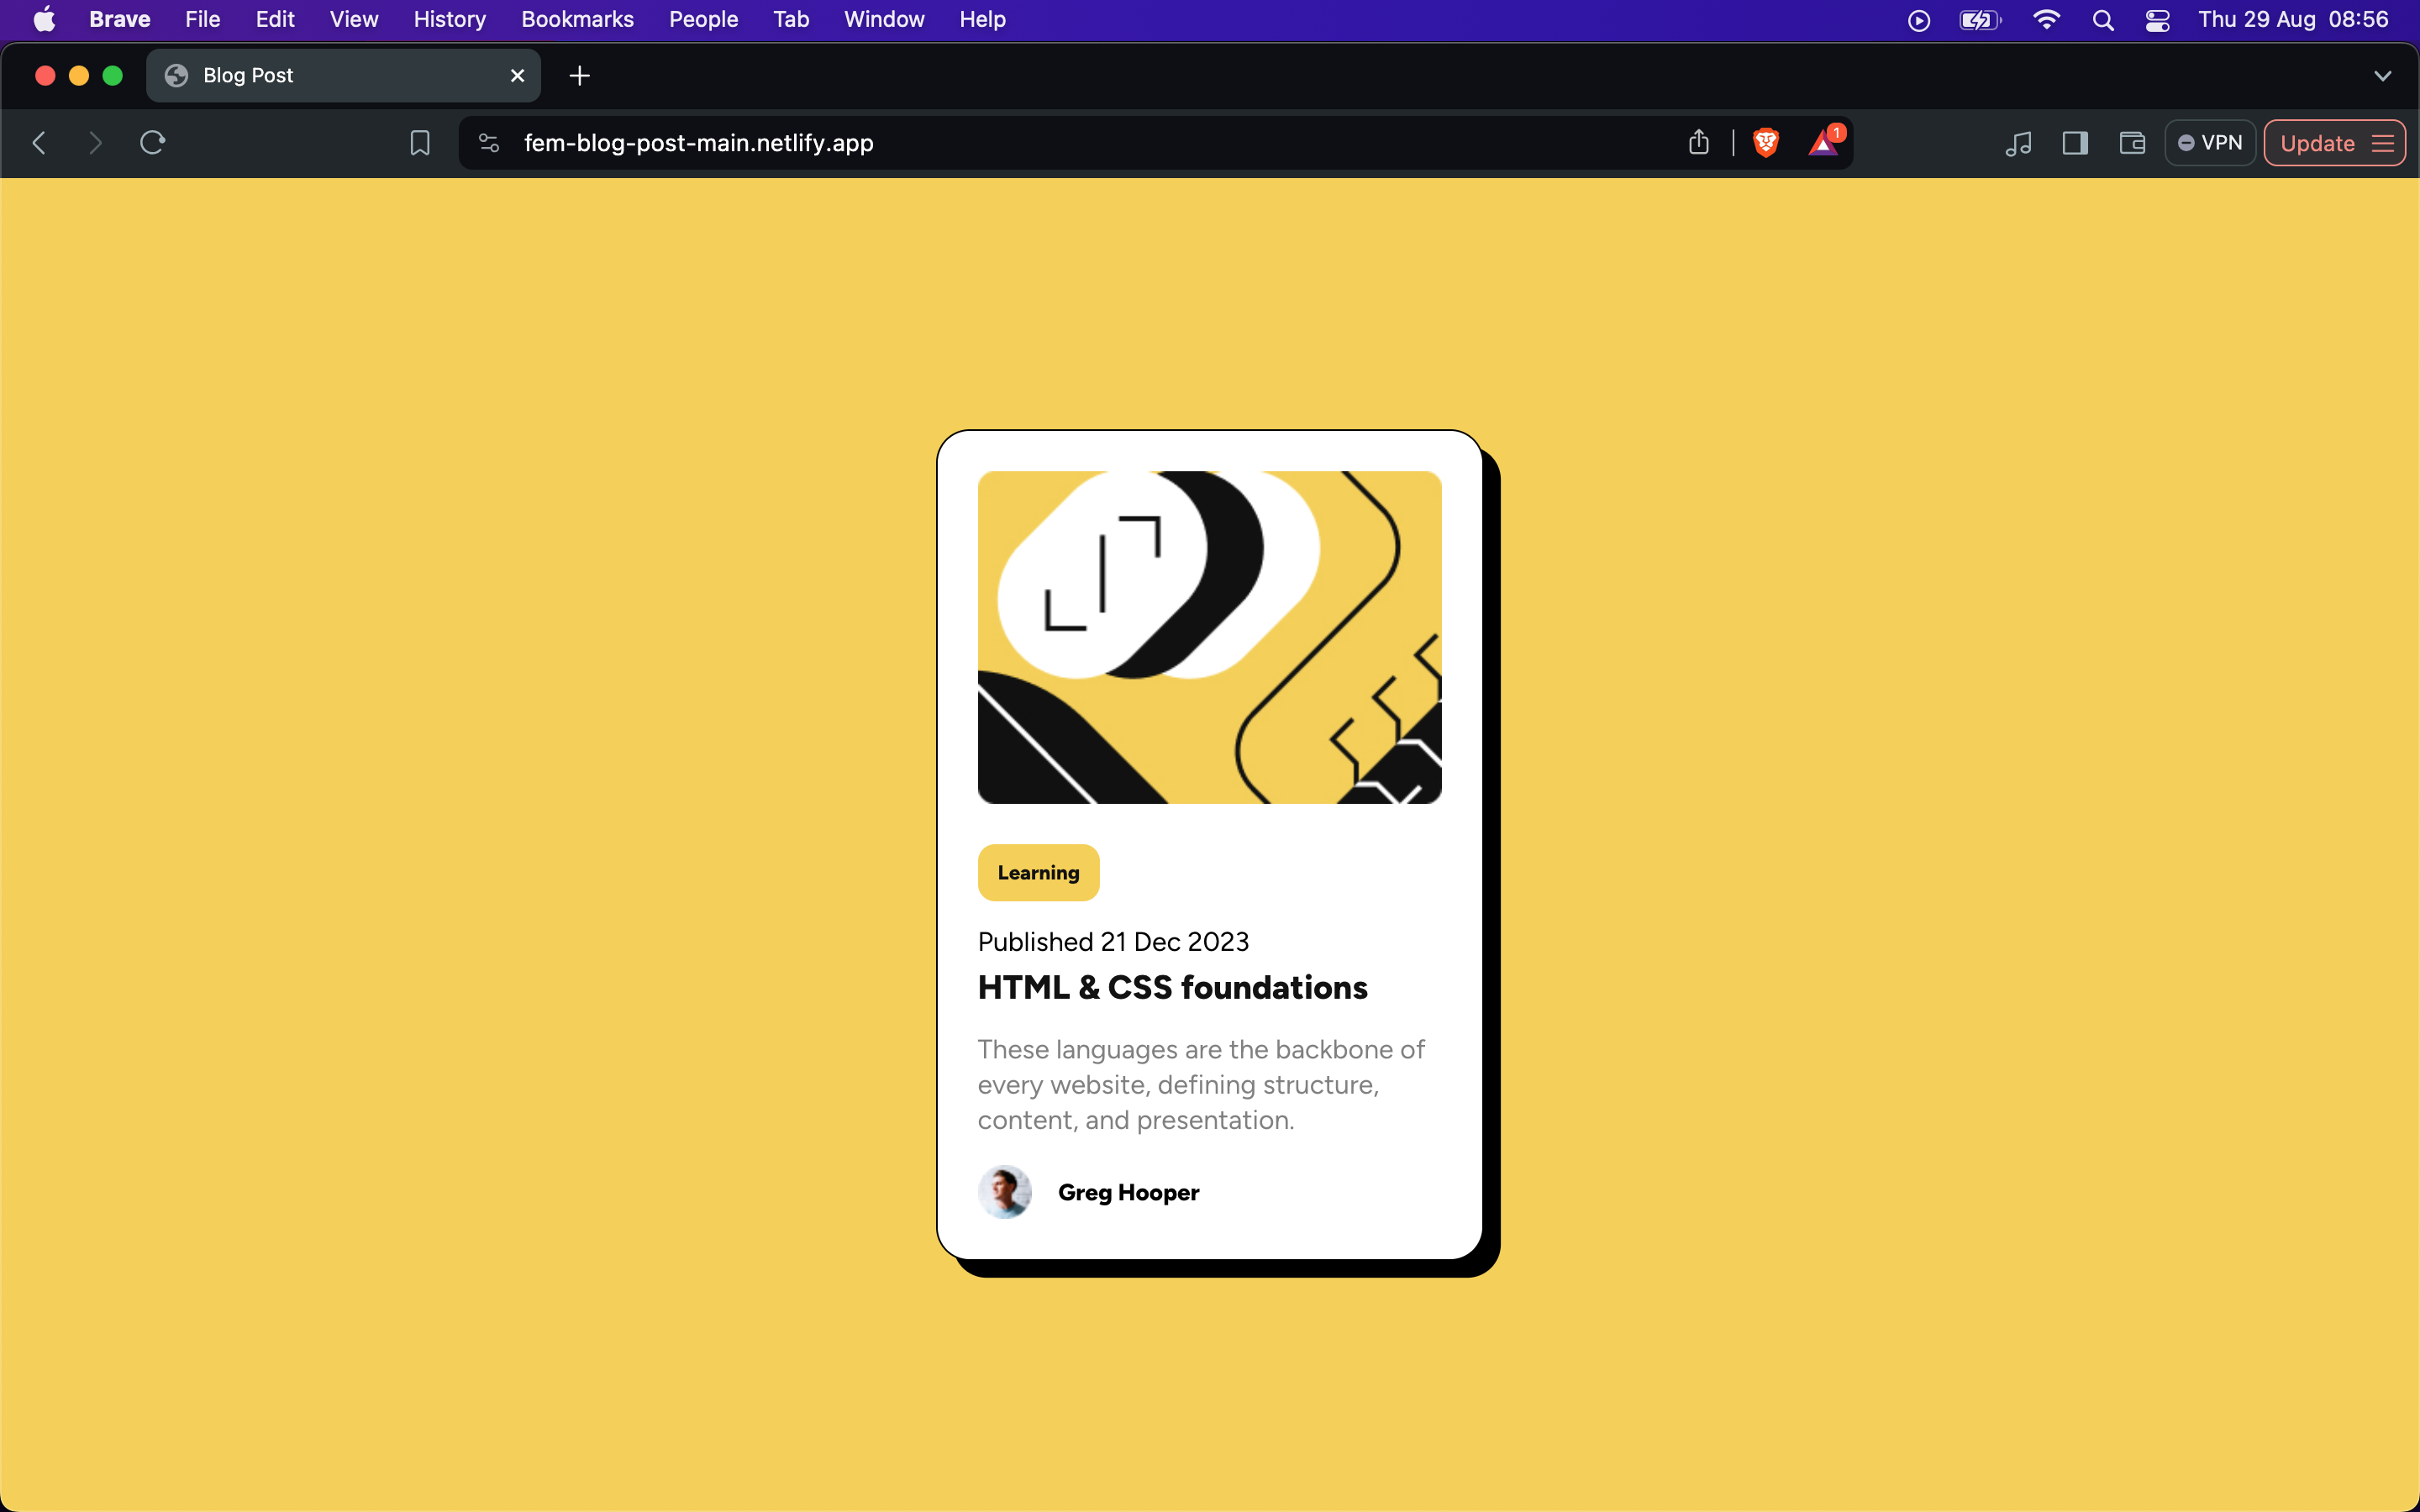 Brave File Edit View History Bookmarks People Tab Window Help Thu 29 Aug 08:56
Blog Post
fem-blog-post-main.netlify.app 1 VPN Update
Learning
Published 21 Dec 2023
HTML & CSS foundations
These languages are the backbone of
every website, defining structure,
content, and presentation.
Greg Hooper